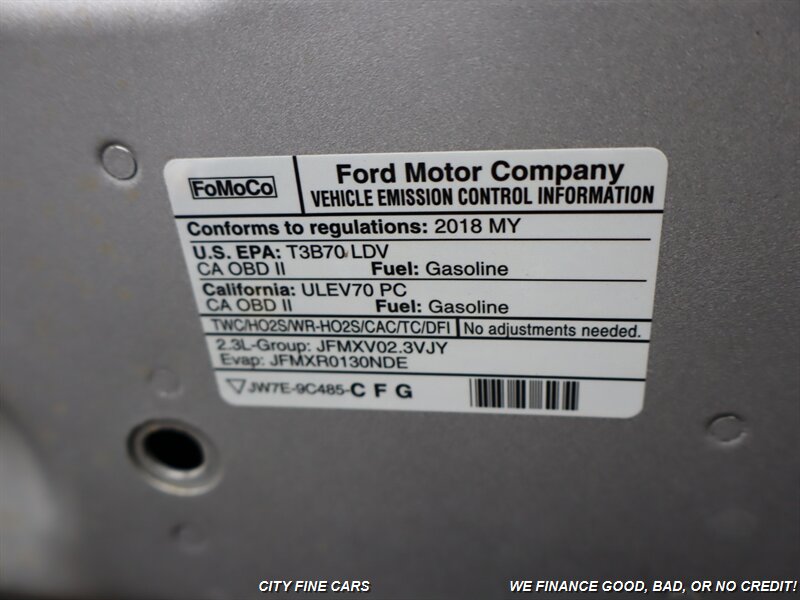 FoMoCo
Ford Motor Company
VEHICLE EMISSION CONTROL INFORMATION
Conforms to regulations: 2018 MY
U.S. EPA: T3B70 LDV
CA OBD II Fuel: Gasoline
California: ULEV70 PC
CA OBD II Fuel: Gasoline
TWC/HO2S/WR-HO2S/CAC/TC/DFI No adjustments needed.
2.3L-Group: JFMXV02.3VJY
Evap: JFMXR0130NDE
JW7E-9C485-C F G
CITY FINE CARS WE FINANCE GOOD, BAD, OR NO CREDIT!